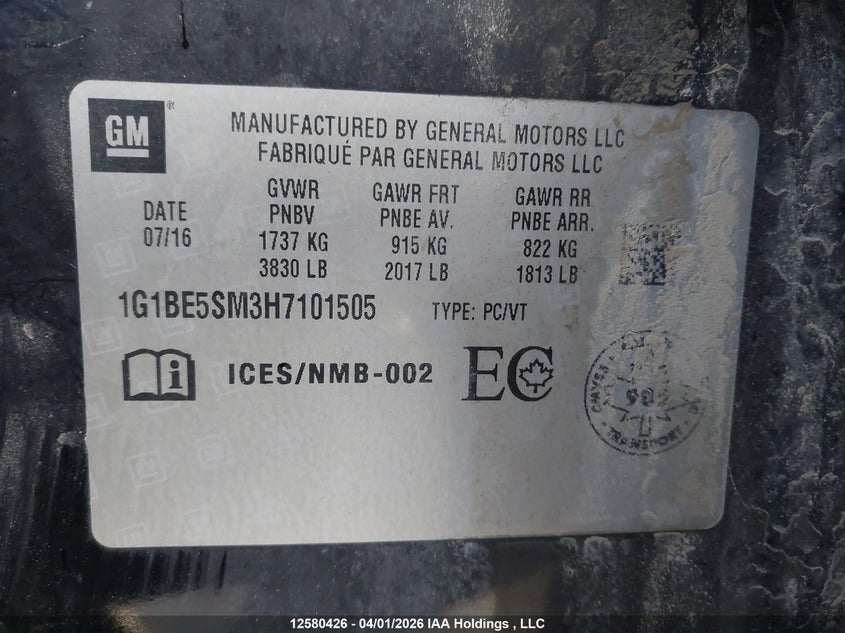 GM
MANUFACTURED BY GENERAL MOTORS LLC
FABRIQUÉ PAR GENERAL MOTORS LLC
DATE
07/16
GVWR
PNBV
1737 KG
3830 LB
GAWR FRT
PNBE AV.
915 KG
2017 LB
GAWR RR
PNBE ARR.
822 KG
1813 LB
1G1BE5SM3H7101505
TYPE: PC/VT
ICES/NMB-002
EC
TRANSPORT
12580426 - 04/01/2026 IAA Holdings , LLC